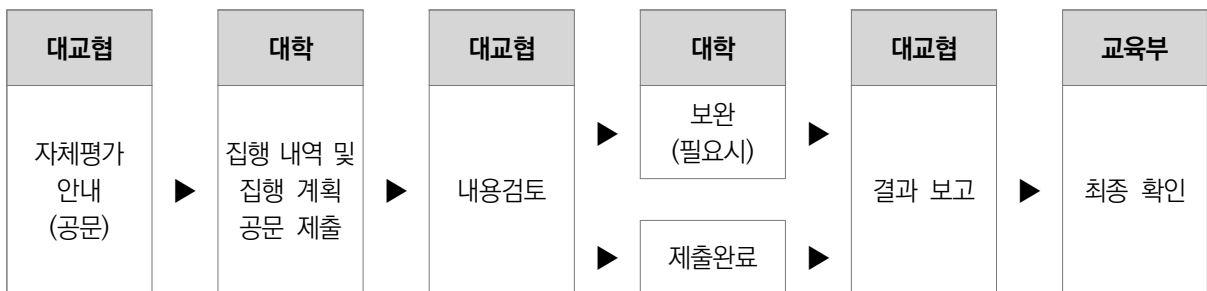 대교협
대학
대교협
대학
대교협
교육부
자체평가
안내
(공문)
▶
집행 내역 및
집행 계획
공문 제출
▶
내용검토
▶
보완
(필요시)
▶
▶
제출완료
▶
결과 보고
▶
최종 확인